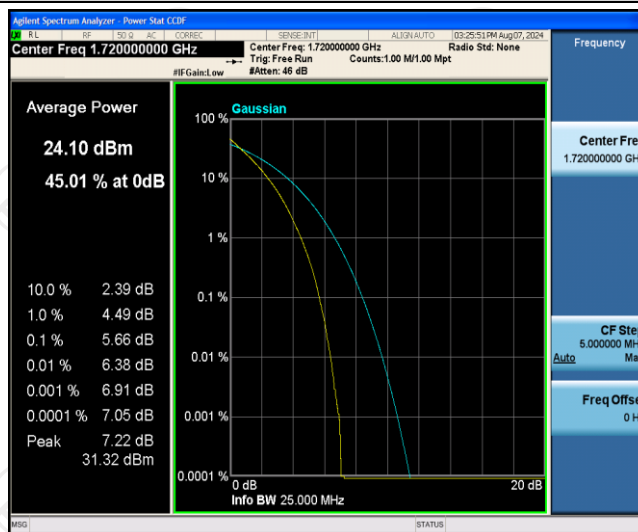 Agilent Spectrum Analyzer - Power Stat CCDF
RL RF 50 Ω AC CORREC SENSE:INT ALIGNAUTO 03:25:51PM Aug07, 2024
Center Freq 1.720000000 GHz
Center Freq: 1.720000000 GHz Radio Std: None
Trig: Free Run Counts:1.00 M/1.00 Mpt
#IFGain:Low #Atten: 46 dB
Frequency
Average Power
24.10 dBm
45.01 % at 0dB
10.0 % 2.39 dB
1.0 % 4.49 dB
0.1 % 5.66 dB
0.01 % 6.38 dB
0.001 % 6.91 dB
0.0001 % 7.05 dB
Peak 7.22 dB
31.32 dBm
Gaussian
100 %
10 %
1 %
0.1 %
0.01 %
0.001 %
0.0001 %
0 dB 20 dB
Info BW 25.000 MHz
Center Fre
1.720000000 GH
CF Ste
5.000000 MH
Auto Ma
Freq Offse
0 H
MSG STATUS